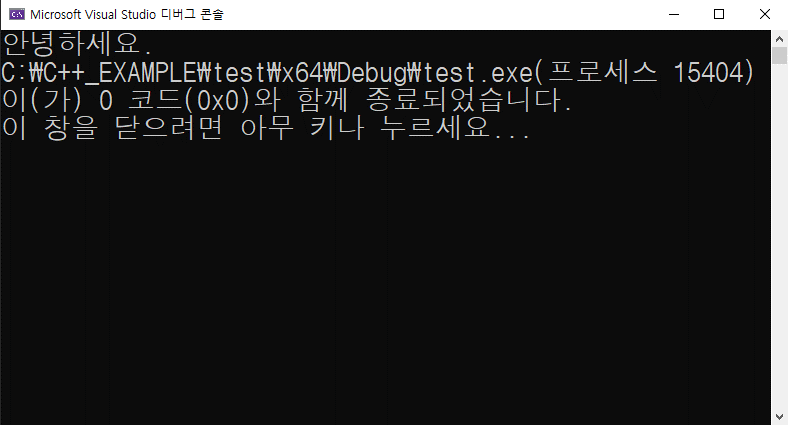 Microsoft Visual Studio 디버그 콘솔
안녕하세요.
C:₩C++_EXAMPLE₩test₩x64₩Debug₩test.exe(프로세스 15404)
이(가) 0 코드(0x0)와 함께 종료되었습니다.
이 창을 닫으려면 아무 키나 누르세요...